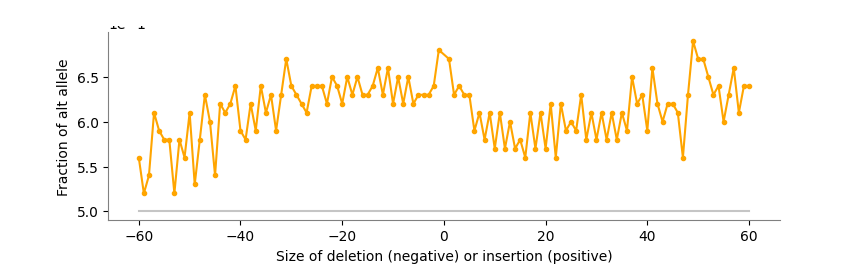 Fraction of alt allele
6.5
6.0
5.5
5.0
−60 −40 −20 0 20 40 60
Size of deletion (negative) or insertion (positive)